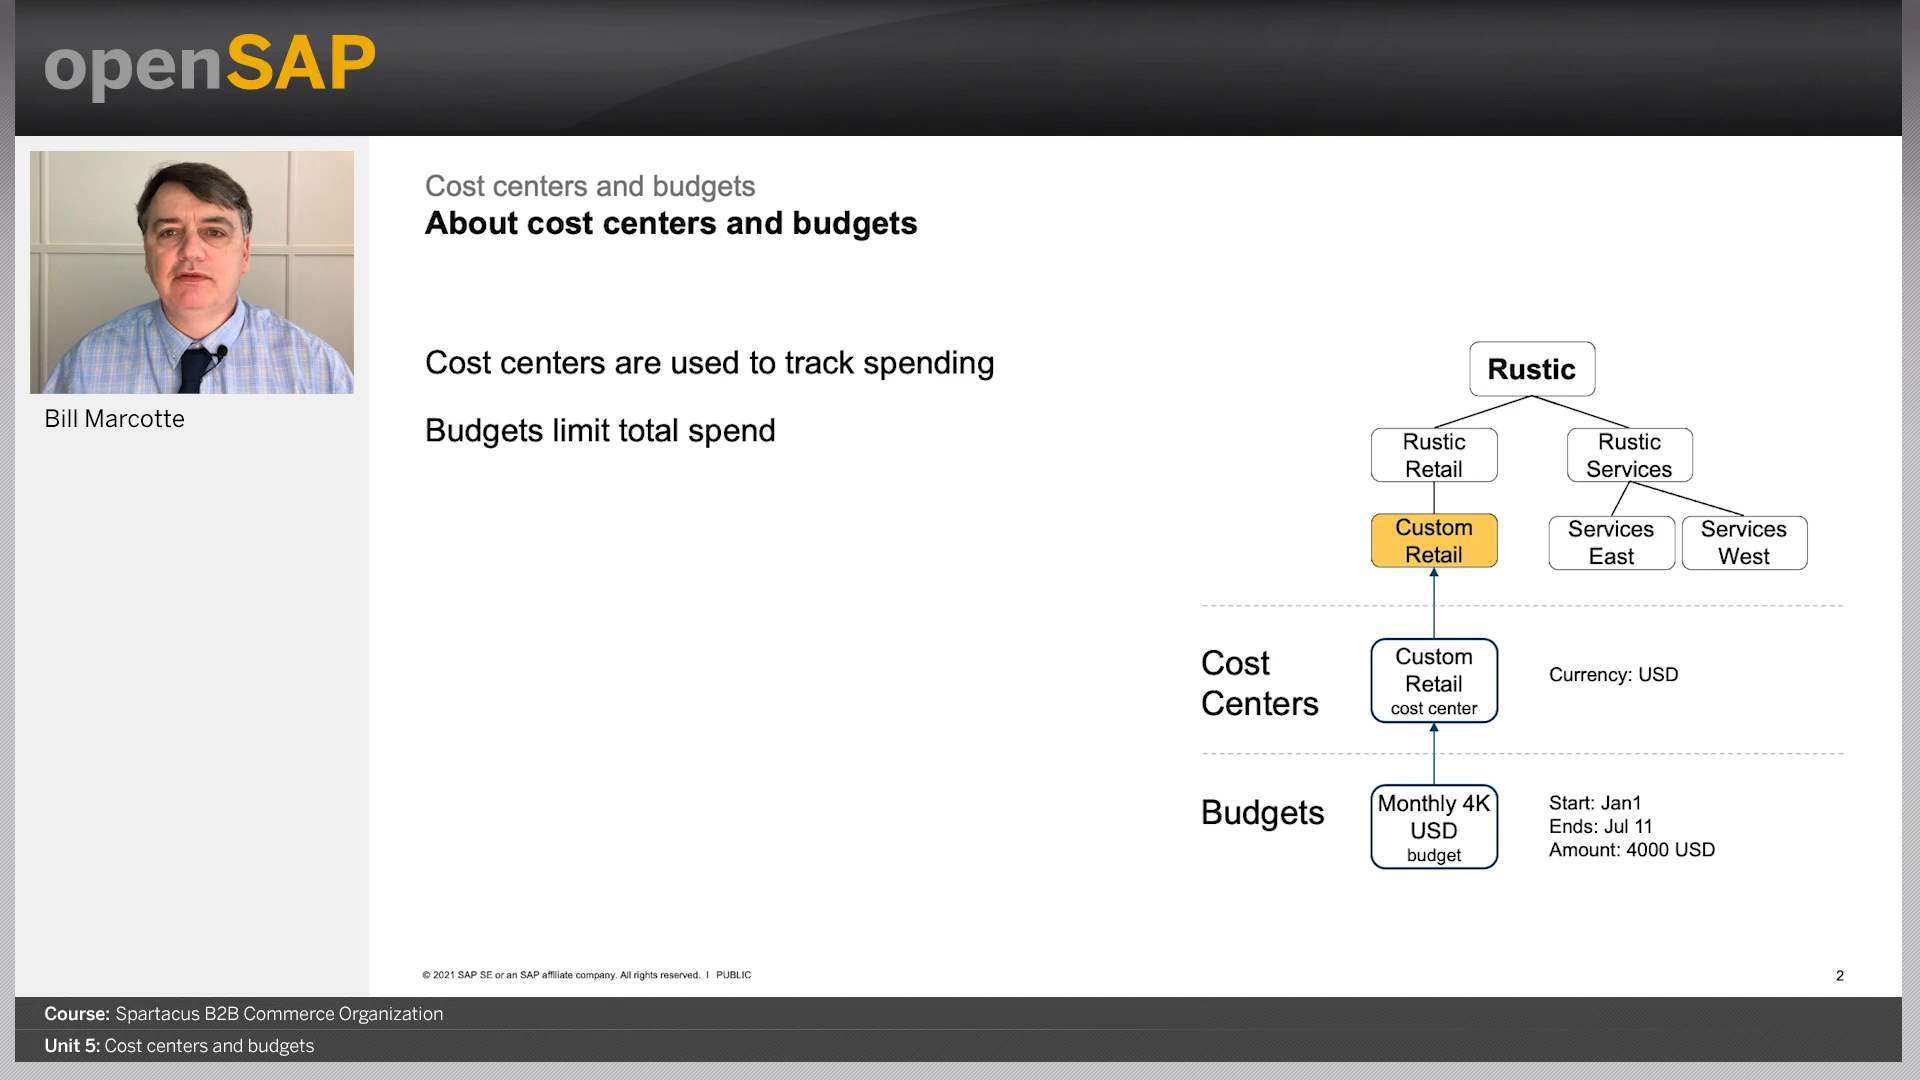 openSAP
Bill Marcotte
Cost centers and budgets
About cost centers and budgets
Cost centers are used to track spending
Budgets limit total spend
Rustic
Rustic
Retail
Rustic
Services
Custom
Retail
Services
East
Services
West
Cost
Centers
Custom
Retail
cost center
Currency: USD
Budgets
Monthly 4K
USD
budget
Start: Jan1
Ends: Jul 11
Amount: 4000 USD
© 2021 SAP SE or an SAP affiliate company. All rights reserved. I PUBLIC
2
Course: Spartacus B2B Commerce Organization
Unit 5: Cost centers and budgets